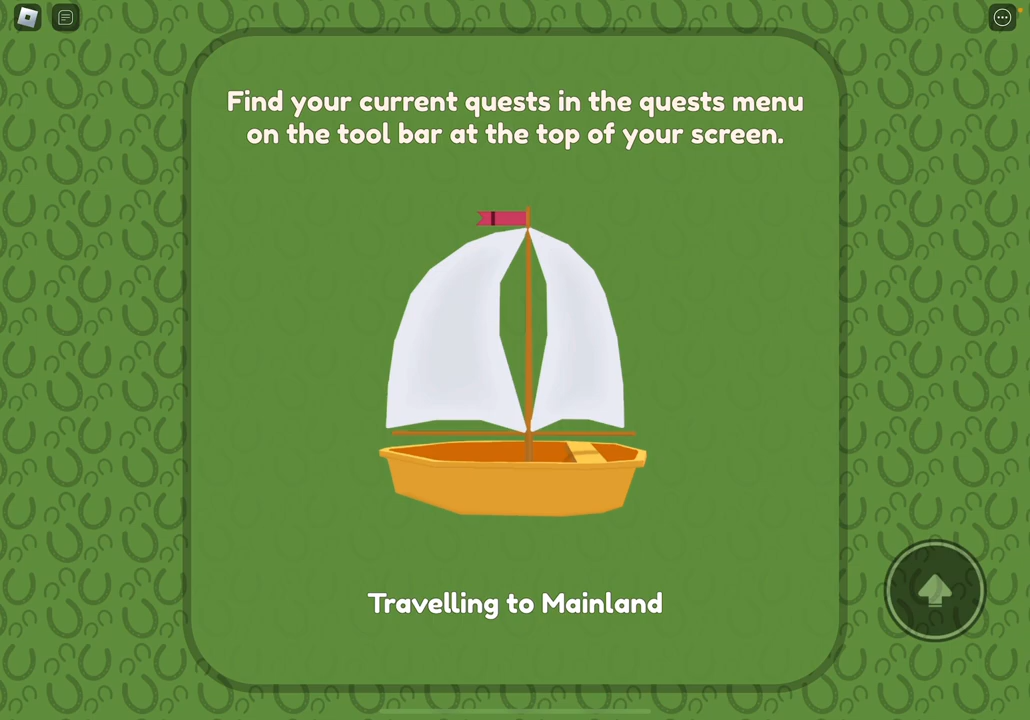 Find your current quests in the quests menu
on the tool bar at the top of your screen.
Travelling to Mainland